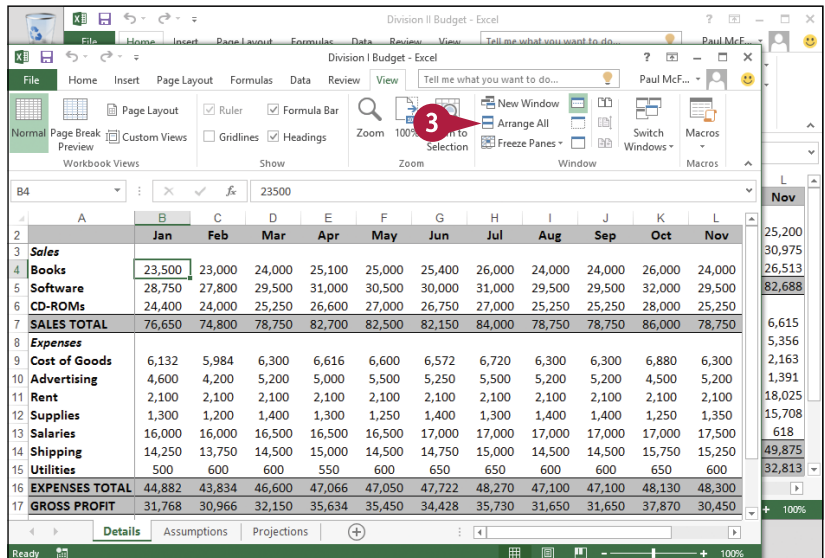 Division II Budget - Excel
?
File Home Insert Page Layout Formulas Data Review View Tell me what you want to do... Paul McF...
Division I Budget - Excel
?
File Home Insert Page Layout Formulas Data Review View Tell me what you want to do... Paul McF...
Normal Page Break Preview Page Layout Custom Views
Workbook Views
Ruler Formula Bar
Gridlines Headings
Show
Zoom 100% to Selection
Zoom
3
New Window
Arrange All
Freeze Panes
Switch Windows
Window
Macros
Macros
B4 fx 23500
A B C D E F G H I J K L
2 Jan Feb Mar Apr May Jun Jul Aug Sep Oct Nov
3 Sales
4 Books 23,500 23,000 24,000 25,100 25,000 25,400 26,000 24,000 24,000 26,000 24,000
5 Software 28,750 27,800 29,500 31,000 30,500 30,000 31,000 29,500 29,500 32,000 29,500
6 CD-ROMs 24,400 24,000 25,250 26,600 27,000 26,750 27,000 25,250 25,250 28,000 25,250
7 SALES TOTAL 76,650 74,800 78,750 82,700 82,500 82,150 84,000 78,750 78,750 86,000 78,750
8 Expenses
9 Cost of Goods 6,132 5,984 6,300 6,616 6,600 6,572 6,720 6,300 6,300 6,880 6,300
10 Advertising 4,600 4,200 5,200 5,000 5,500 5,250 5,500 5,200 5,200 4,500 5,200
11 Rent 2,100 2,100 2,100 2,100 2,100 2,100 2,100 2,100 2,100 2,100 2,100
12 Supplies 1,300 1,200 1,400 1,300 1,250 1,400 1,300 1,400 1,400 1,250 1,350
13 Salaries 16,000 16,000 16,500 16,500 16,500 17,000 17,000 17,000 17,000 17,000 17,500
14 Shipping 14,250 13,750 14,500 15,000 14,500 14,750 15,000 14,500 14,500 15,750 15,250
15 Utilities 500 600 600 550 600 650 650 600 600 650 600
16 EXPENSES TOTAL 44,882 43,834 46,600 47,066 47,050 47,722 48,270 47,100 47,100 48,130 48,300
17 GROSS PROFIT 31,768 30,966 32,150 35,634 35,450 34,428 35,730 31,650 31,650 37,870 30,450
Details Assumptions Projections
Ready 100%
L
Nov
25,200
30,975
26,513
82,688
6,615
5,356
2,163
1,391
18,025
15,708
618
49,875
32,813
100%